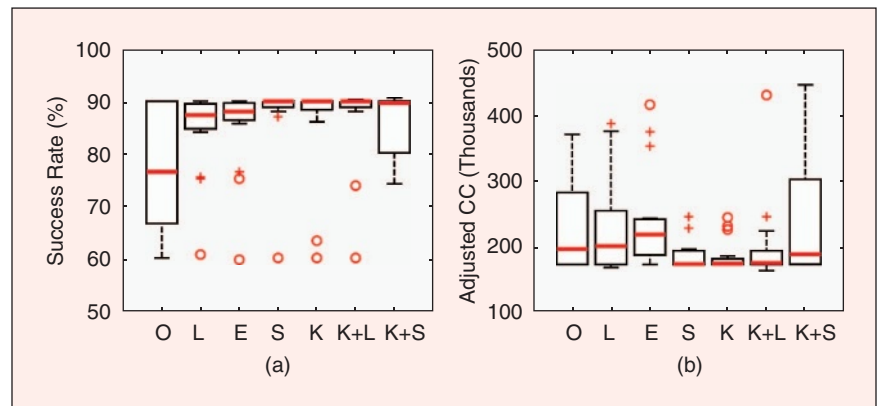 Success Rate (%)
100
90
80
70
60
50
O L E S K K+L K+S
(a)
Adjusted CC (Thousands)
500
400
300
200
100
O L E S K K+L K+S
(b)